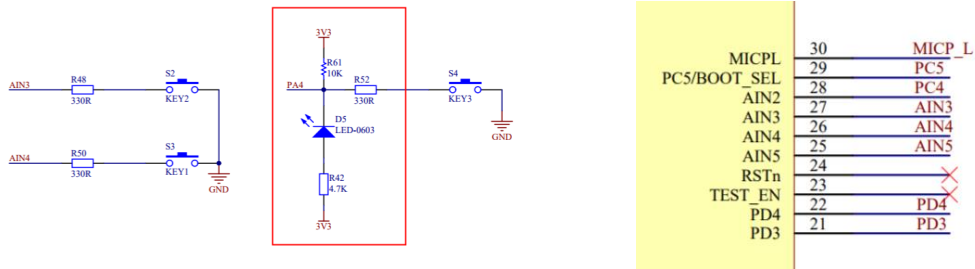 3V3
R61
10K
AIN3
R48
330R
S2
KEY2
PA4
R52
330R
S4
KEY3
GND
D5
LED-0603
AIN4
R50
330R
S3
KEY1
GND
R42
4.7K
3V3
MICPL 30 MICP_L
PC5/BOOT_SEL 29 PC5
AIN2 28 PC4
AIN3 27 AIN3
AIN4 26 AIN4
AIN5 25 AIN5
RSTn 24
TEST_EN 23
PD4 22 PD4
PD3 21 PD3